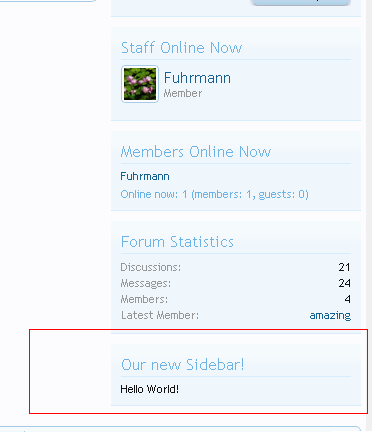 Staff Online Now
Fuhrmann
Member
Members Online Now
Fuhrmann
Online now: 1 (members: 1, guests: 0)
Forum Statistics
Discussions: 21
Messages: 24
Members: 4
Latest Member: amazing
Our new Sidebar!
Hello World!